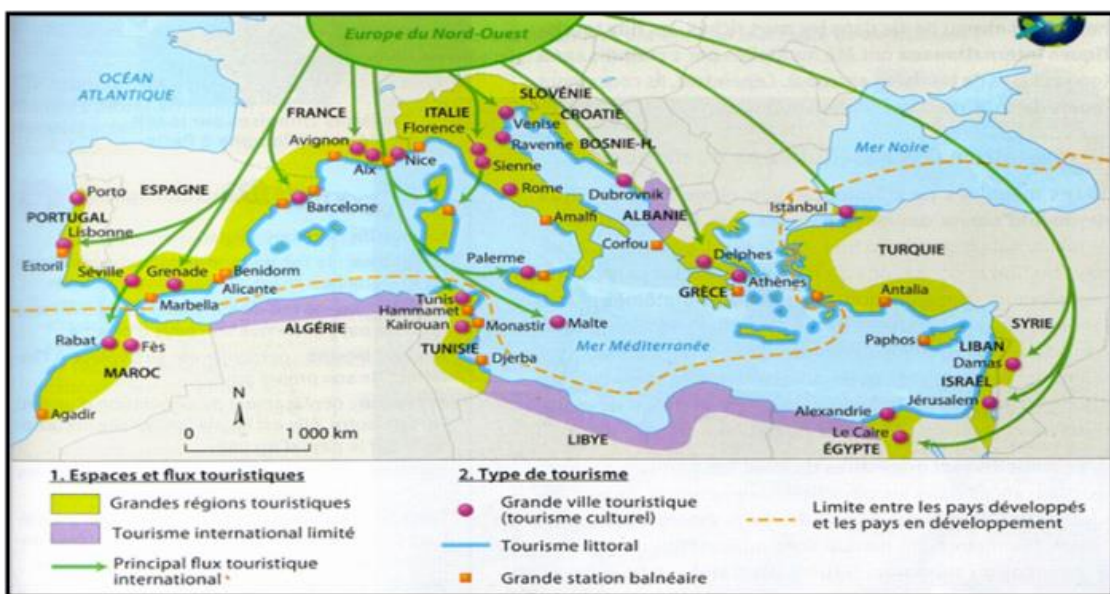 Europe du Nord-Ouest
OCÉAN
ATLANTIQUE
FRANCE
ITALIE
SLOVÉNIE
CROATIE
BOSNIE-H.
Mer Noire
Avignon
Aix
Nice
Florence
Venise
Ravenne
Sienne
Rome
Amalfi
Dubrovnik
ALBANIE
Corfou
Istanbul
Porto
ESPAGNE
Barcelone
PORTUGAL
Lisbonne
Estoril
Séville
Grenade
Benidorm
Alicante
Marbella
Palerme
Delphes
Athènes
GRÈCE
TURQUIE
Antalia
Paphos
SYRIE
LIBAN
Damas
ISRAËL
Jérusalem
Tunis
Hammamet
Kairouan
Monastir
TUNISIE
Djerba
Malte
Mer Méditerranée
ALGÉRIE
Rabat
Fès
MAROC
Agadir
N
0 1 000 km
LIBYE
Alexandrie
Le Caire
ÉGYPTE
1. Espaces et flux touristiques
Grandes régions touristiques
Tourisme international limité
Principal flux touristique
international
2. Type de tourisme
Grande ville touristique
(tourisme culturel)
Tourisme littoral
Grande station balnéaire
Limite entre les pays développés
et les pays en développement